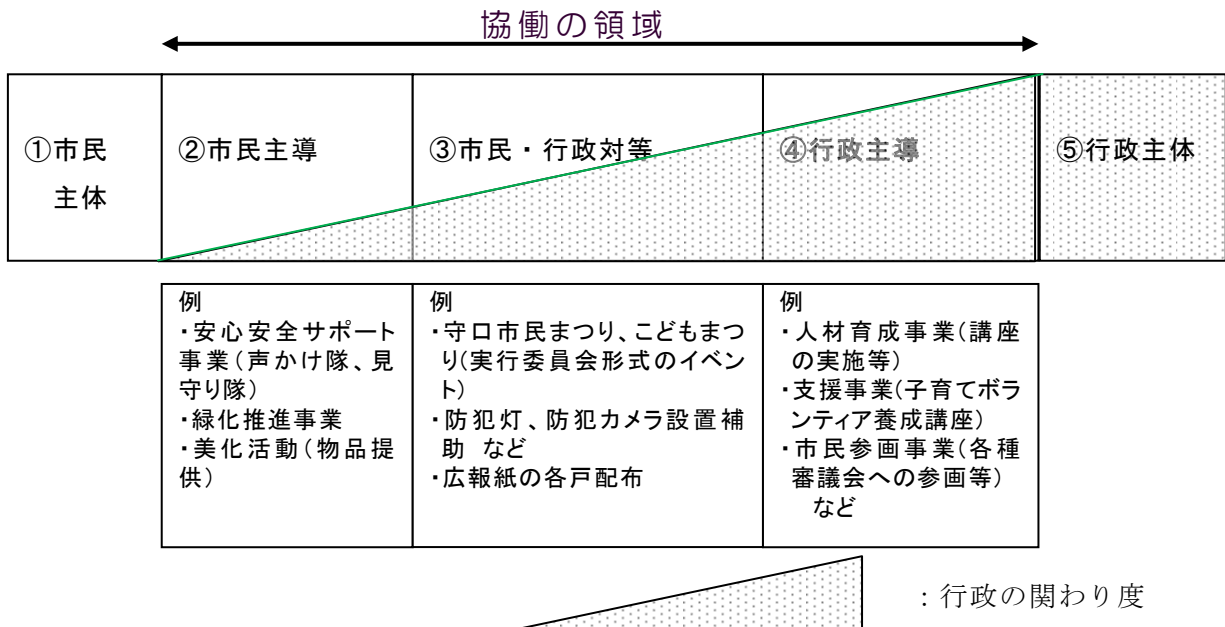 協働の領域
①市民
主体
②市民主導
③市民・行政対等
④行政主導
⑤行政主体
例
・安心安全サポート
事業(声かけ隊、見
守り隊)
・緑化推進事業
・美化活動(物品提
供)
例
・守口市民まつり、こどもまつ
り(実行委員会形式のイベン
ト)
・防犯灯、防犯カメラ設置補
助 など
・広報紙の各戸配布
例
・人材育成事業(講座
の実施等)
・支援事業(子育てボラ
ンティア養成講座)
・市民参画事業(各種
審議会への参画等)
など
：行政の関わり度